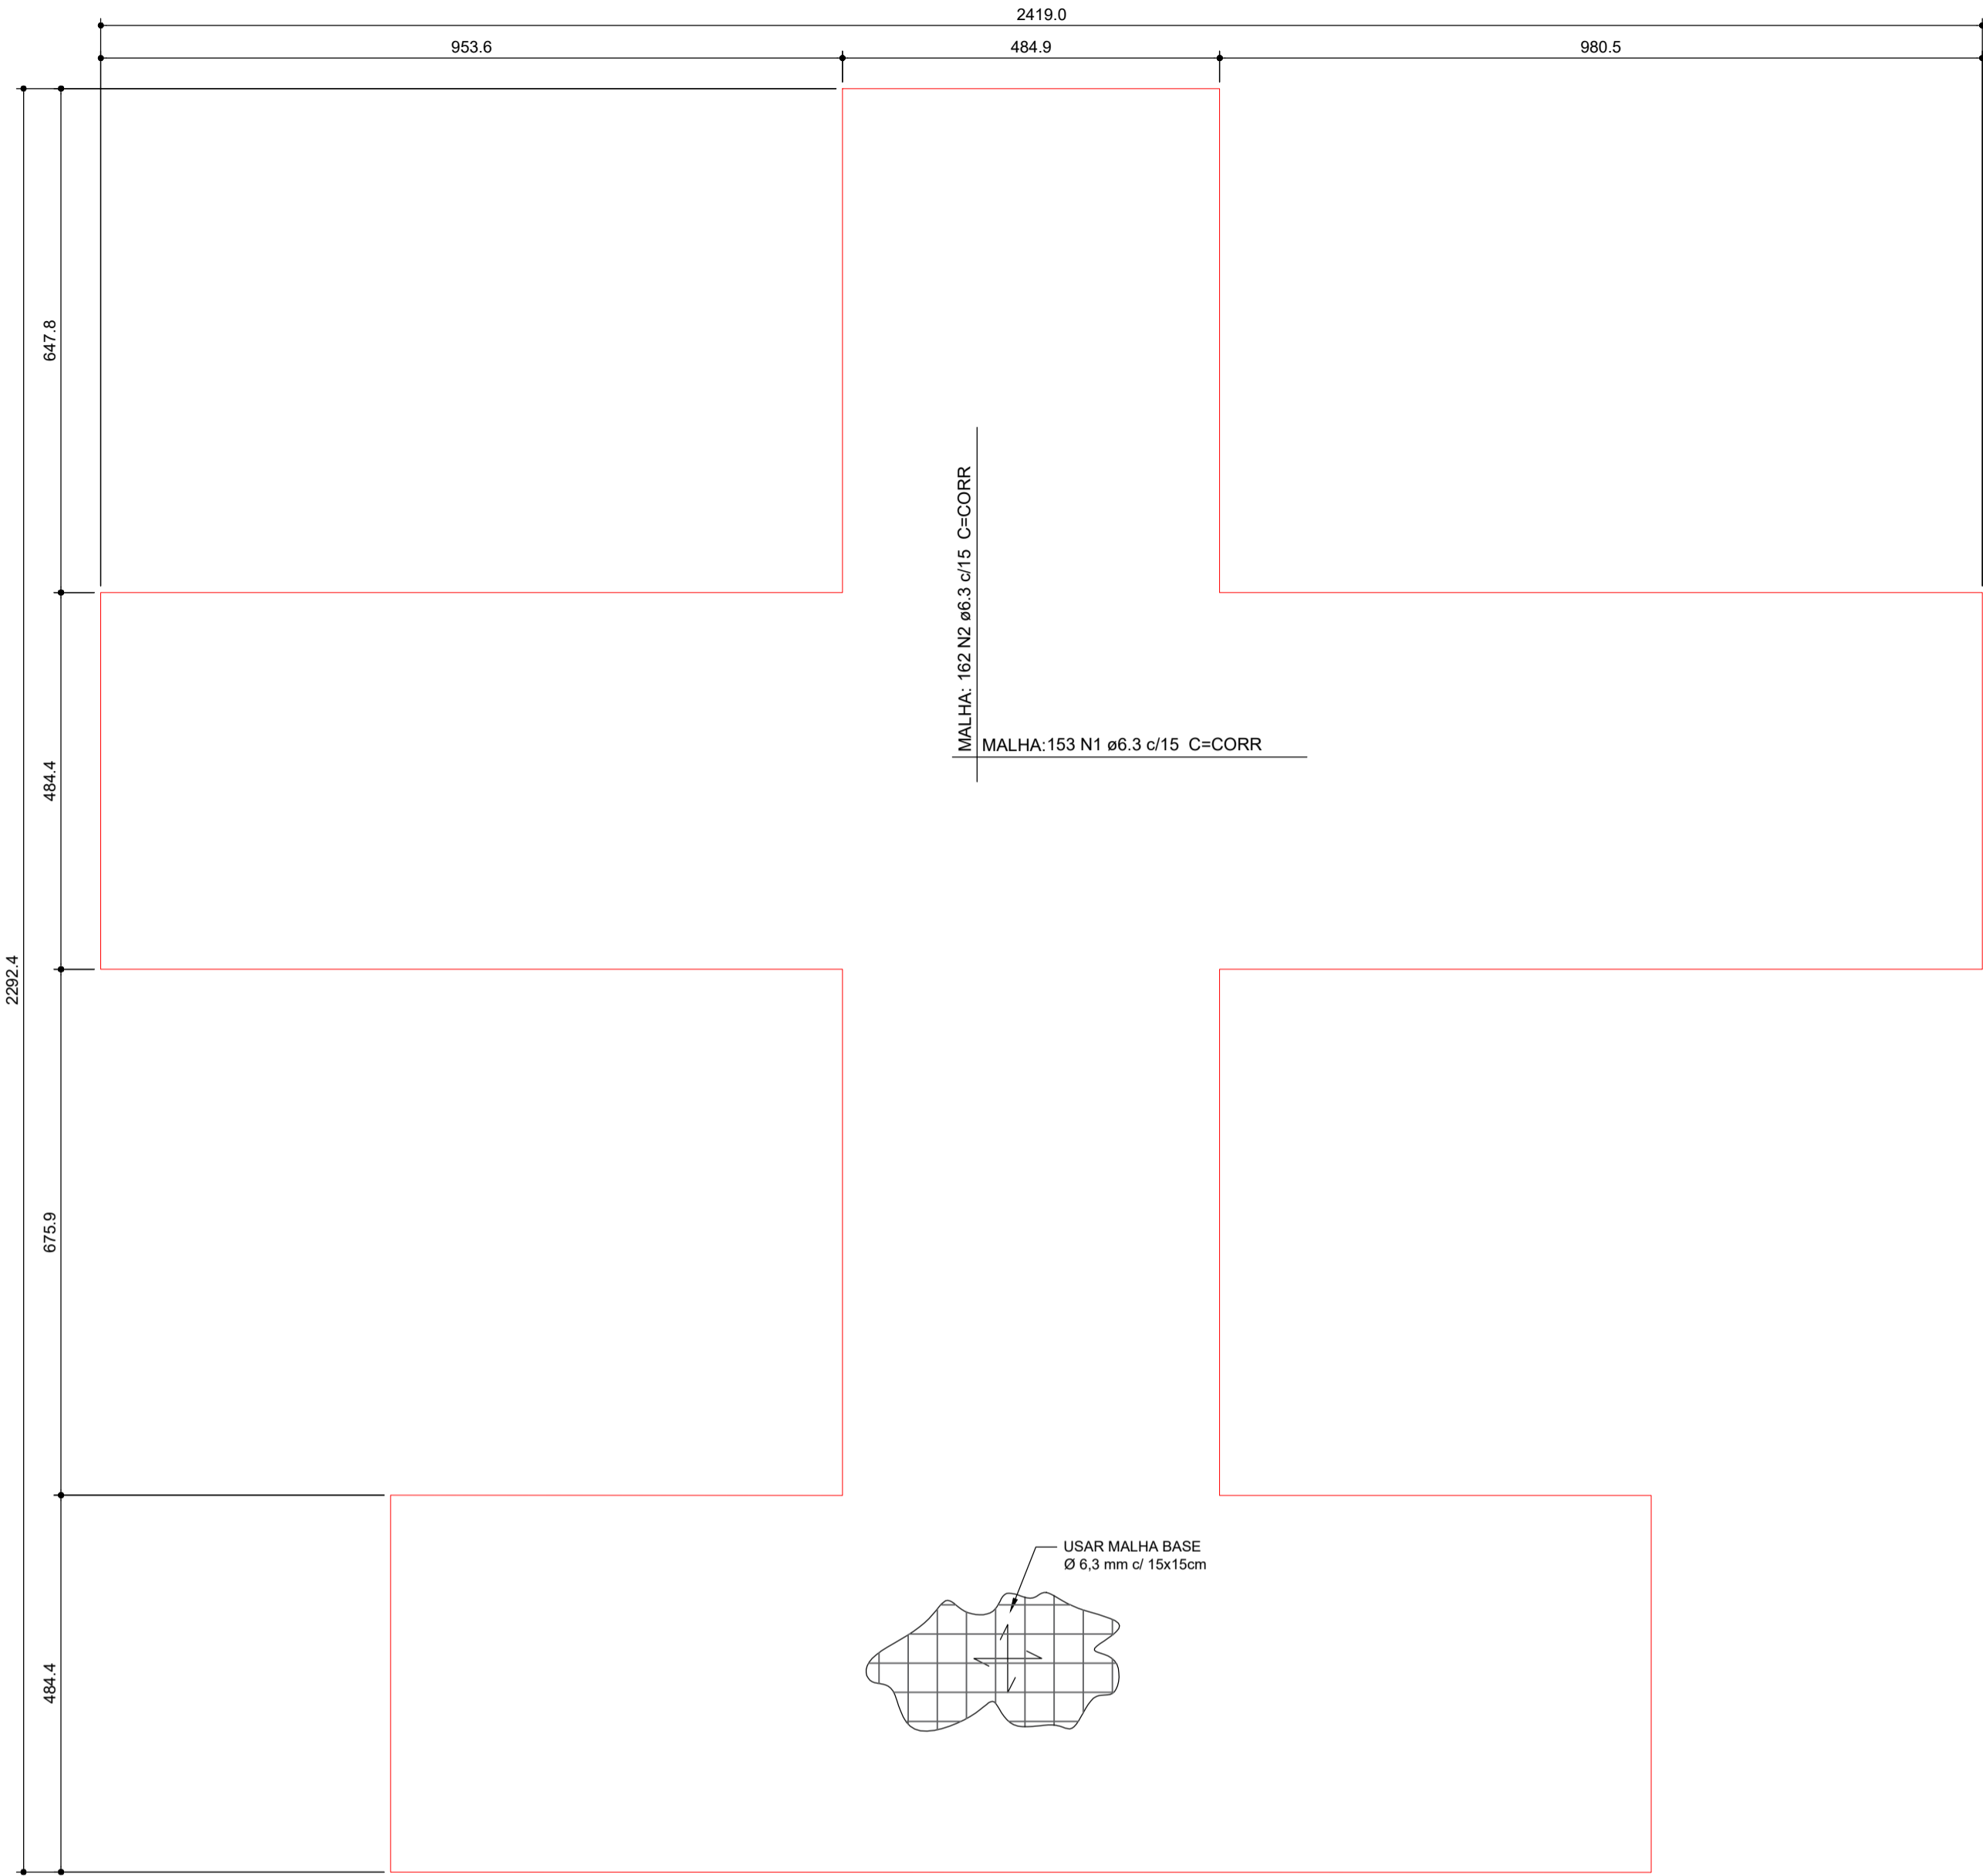 2419.0
953.6
484.9
980.5
647.8
MALHA: 162 N2 ø6.3 c/15 C=CORR
MALHA:153 N1 ø6.3 c/15 C=CORR
484.4
2292.4
675.9
USAR MALHA BASE
Ø 6,3 mm c/ 15x15cm
484.4